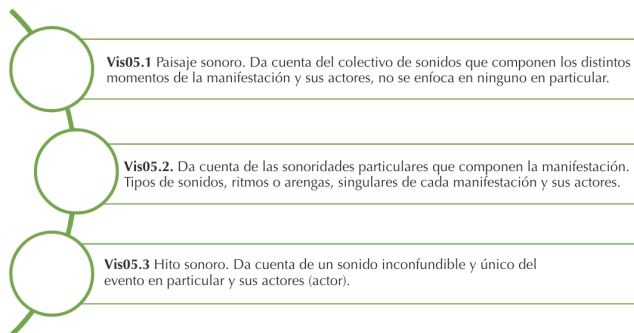 Vis05.1 Paisaje sonoro. Da cuenta del colectivo de sonidos que componen los distintos
momentos de la manifestación y sus actores, no se enfoca en ninguno en particular.
Vis05.2. Da cuenta de las sonoridades particulares que componen la manifestación.
Tipos de sonidos, ritmos o arengas, singulares de cada manifestación y sus actores.
Vis05.3 Hito sonoro. Da cuenta de un sonido inconfundible y único del
evento en particular y sus actores (actor).